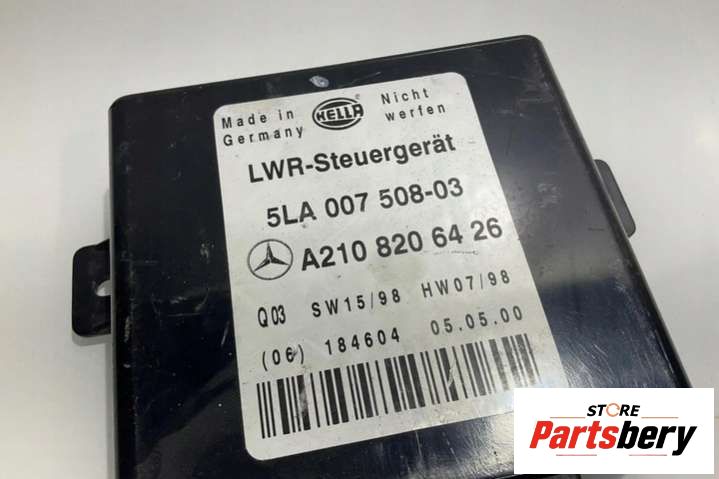 Made in HELLA Nicht
Germany werfen
LWR-Steuergerät
5LA 007 508-03
A210 820 64 26
Q03 SW15/98 HW07/98
(06) 184604 05.05.00
STORE
Partsbery